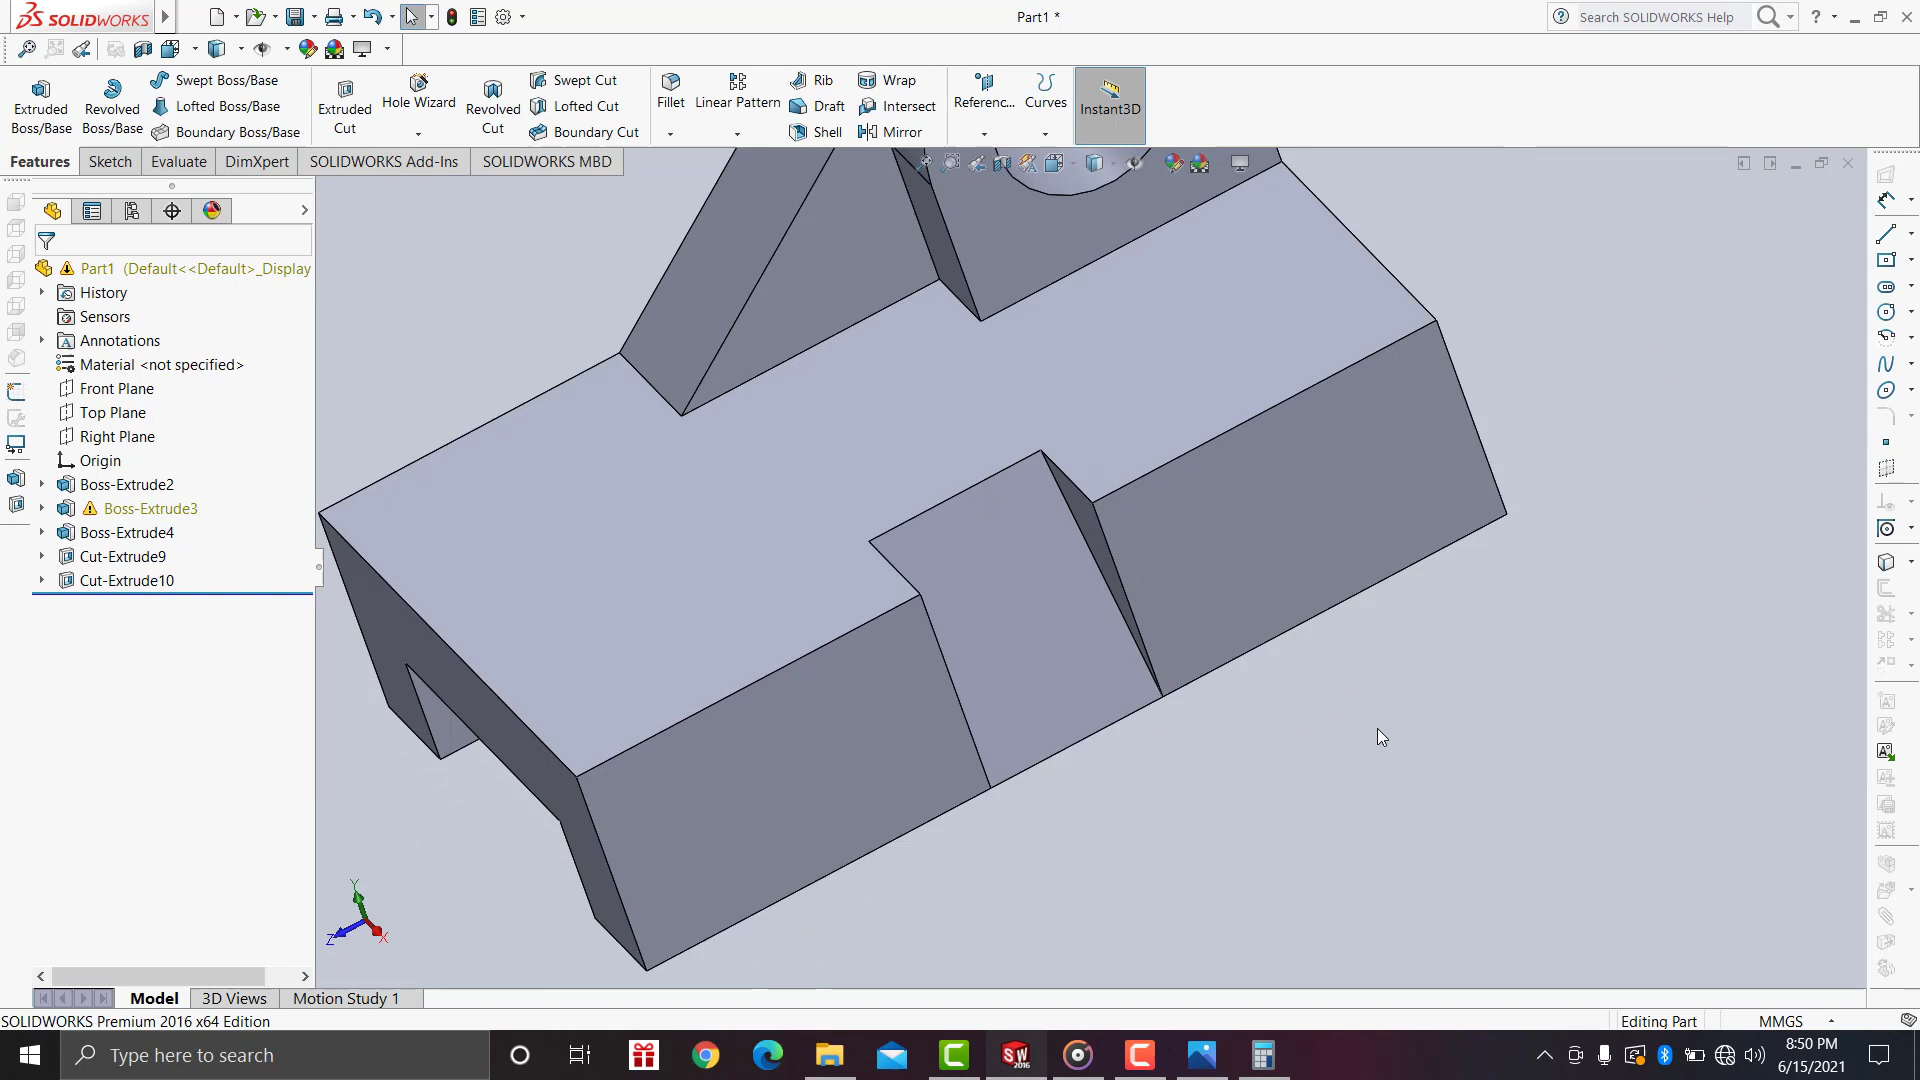 SOLIDWORKS
Part1 *
Search SOLIDWORKS Help
Extruded Boss/Base
Revolved Boss/Base
Swept Boss/Base
Lofted Boss/Base
Boundary Boss/Base
Extruded Cut
Hole Wizard
Revolved Cut
Swept Cut
Lofted Cut
Boundary Cut
Fillet
Linear Pattern
Rib
Draft
Shell
Wrap
Intersect
Mirror
Referenc...
Curves
Instant3D
Features
Sketch
Evaluate
DimXpert
SOLIDWORKS Add-Ins
SOLIDWORKS MBD
Part1 (Default<<Default>_Display
History
Sensors
Annotations
Material <not specified>
Front Plane
Top Plane
Right Plane
Origin
Boss-Extrude2
Boss-Extrude3
Boss-Extrude4
Cut-Extrude9
Cut-Extrude10
Y
Z
X
Model
3D Views
Motion Study 1
SOLIDWORKS Premium 2016 x64 Edition
Editing Part
MMGS
Type here to search
SW
2016
8:50 PM
6/15/2021